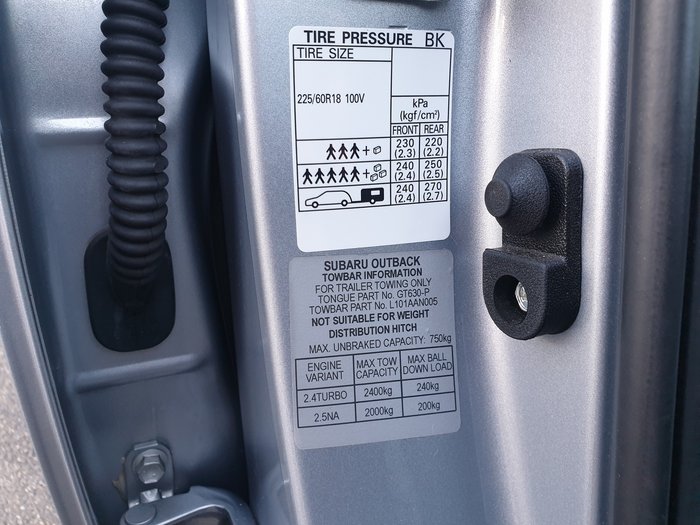 TIRE PRESSURE BK
TIRE SIZE
225/60R18 100V
kPa
(kgf/cm²)
FRONT REAR
230 220
(2.3) (2.2)
+
240 250
(2.4) (2.5)
+
240 270
(2.4) (2.7)
SUBARU OUTBACK
TOWBAR INFORMATION
FOR TRAILER TOWING ONLY
TONGUE PART No. GT630-P
TOWBAR PART No. L101AAN005
NOT SUITABLE FOR WEIGHT
DISTRIBUTION HITCH
MAX. UNBRAKED CAPACITY: 750kg
ENGINE MAX TOW MAX BALL
VARIANT CAPACITY DOWN LOAD
2.4TURBO 2400kg 240kg
2.5NA 2000kg 200kg